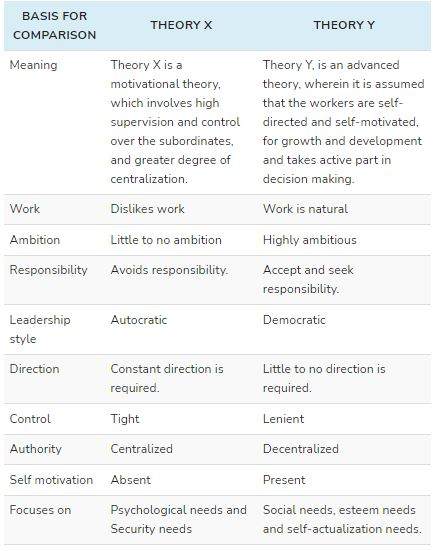 BASIS FOR COMPARISON THEORY X THEORY Y
Meaning
Theory X is a
motivational theory,
which involves high
supervision and control
over the subordinates,
and greater degree of
centralization.
Theory Y, is an advanced
theory, wherein it is assumed
that the workers are self-
directed and self-motivated,
for growth and development
and takes active part in
decision making.
Work Dislikes work Work is natural
Ambition Little to no ambition Highly ambitious
Responsibility Avoids responsibility.
Accept and seek
responsibility.
Leadership
style
Autocratic Democratic
Direction
Constant direction is
required.
Little to no direction is
required.
Control Tight Lenient
Authority Centralized Decentralized
Self motivation Absent Present
Focuses on
Psychological needs and
Security needs
Social needs, esteem needs
and self-actualization needs.